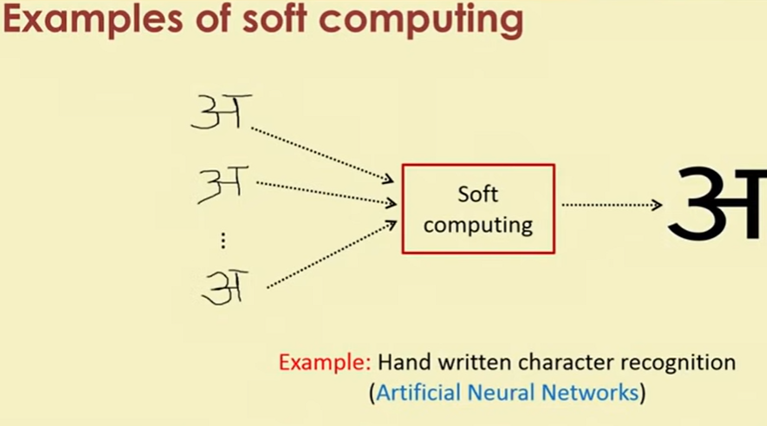 Examples of soft computing
अ
अ
⋮
अ
Soft
computing
अ
Example: Hand written character recognition
(Artificial Neural Networks)